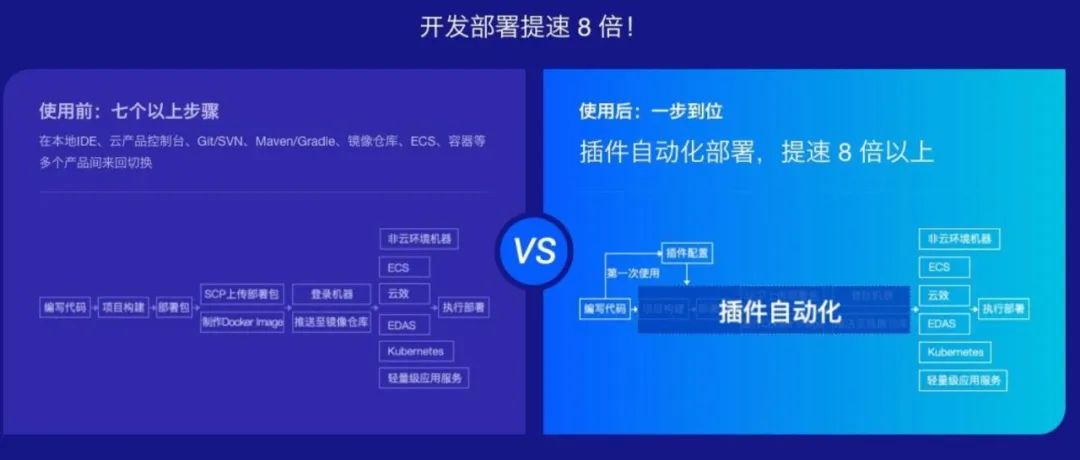 开发部署提速 8 倍！
使用前：七个以上步骤
在本地IDE、云产品控制台、Git/SVN、Maven/Gradle、镜像仓库、ECS、容器等
多个产品间来回切换
非云环境机器
ECS
编写代码
项目构建
部署包
SCP上传部署包
登录机器
云效
执行部署
制作Docker Image
推送至镜像仓库
EDAS
Kubernetes
轻量级应用服务
VS
使用后：一步到位
插件自动化部署，提速 8 倍以上
插件配置
第一次使用
编写代码
项目构建
插件自动化
非云环境机器
ECS
云效
执行部署
EDAS
Kubernetes
轻量级应用服务